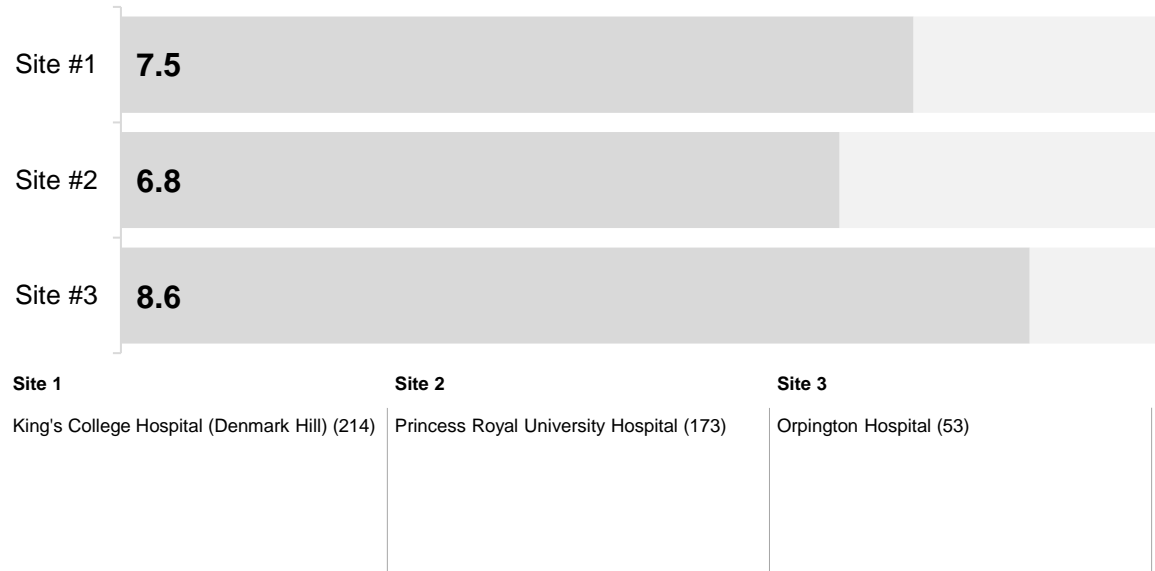 Site #1 7.5
Site #2 6.8
Site #3 8.6
Site 1 Site 2 Site 3
King's College Hospital (Denmark Hill) (214) Princess Royal University Hospital (173) Orpington Hospital (53)